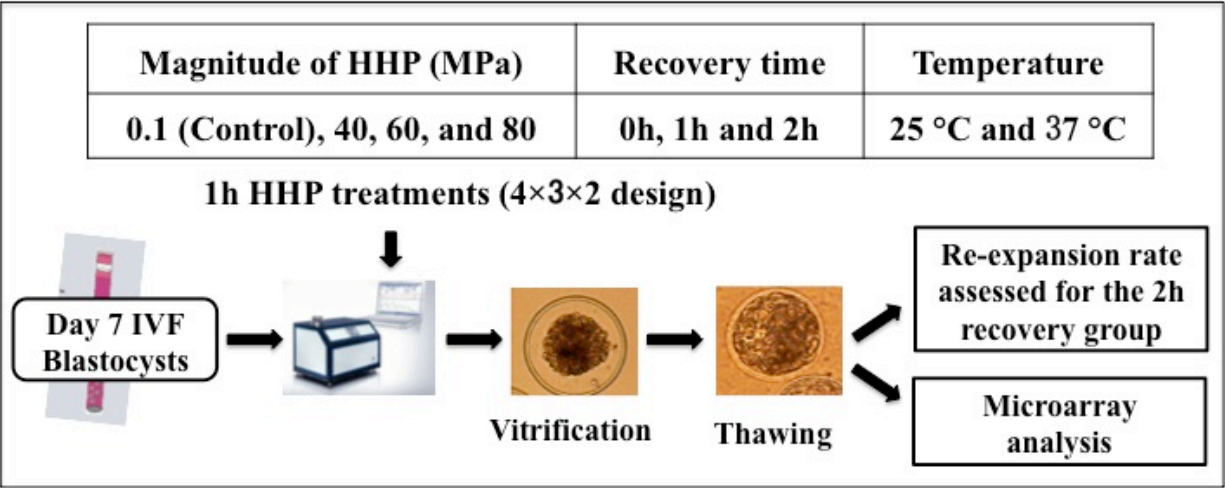 Magnitude of HHP (MPa) Recovery time Temperature
0.1 (Control), 40, 60, and 80 0h, 1h and 2h 25 °C and 37 °C
1h HHP treatments (4×3×2 design)
Day 7 IVF
Blastocysts
Vitrification
Thawing
Re-expansion rate
assessed for the 2h
recovery group
Microarray
analysis